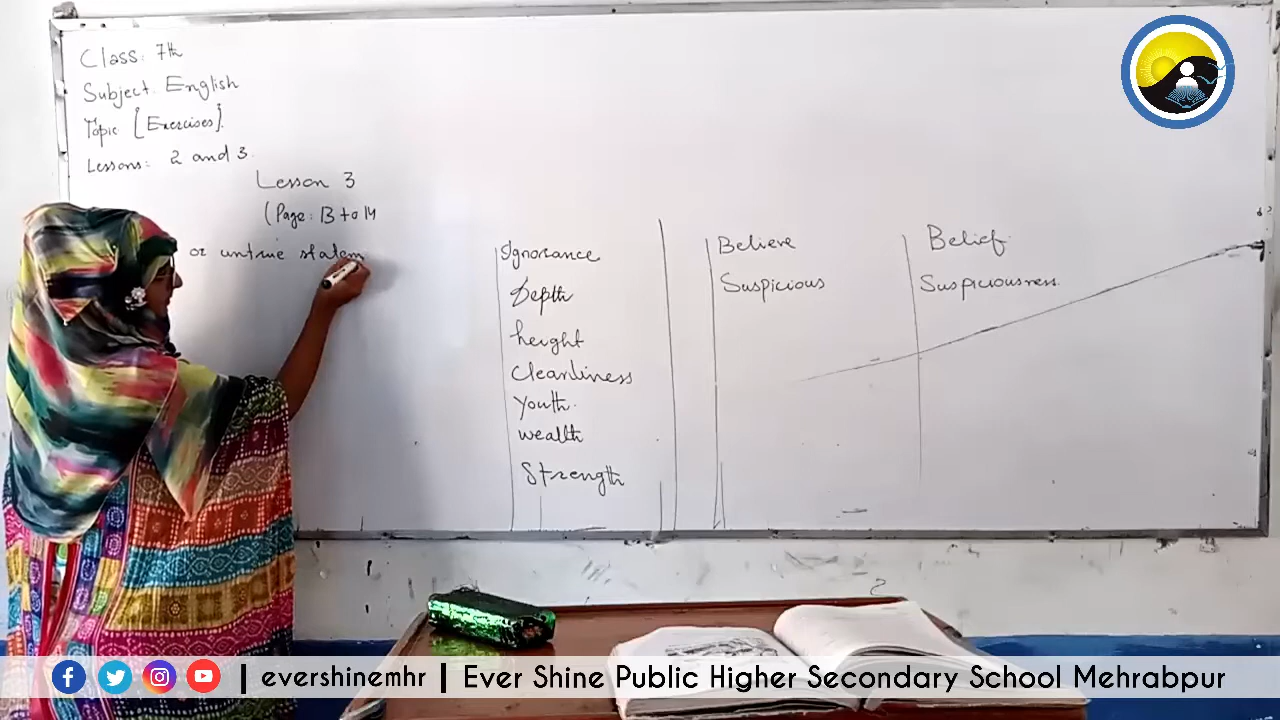 Class: 7th
Subject: English
Topic [Exercises].
Lessons: 2 and 3.
Lesson 3
(Page: 13 to 14
or untrue statem
Ignorance
Depth
height
cleanliness
youth.
wealth
Strength
Believe
Suspicious
Belief.
Suspiciousness.
| evershinemhr | Ever Shine Public Higher Secondary School Mehrabpur